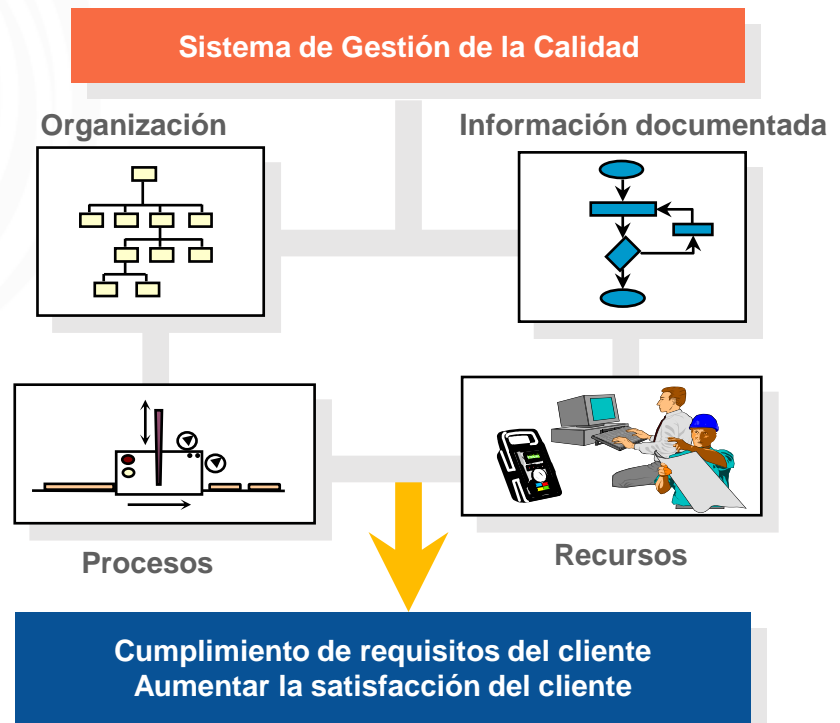 Sistema de Gestión de la Calidad
Organización
Información documentada
Procesos
Recursos
Cumplimiento de requisitos del cliente
Aumentar la satisfacción del cliente